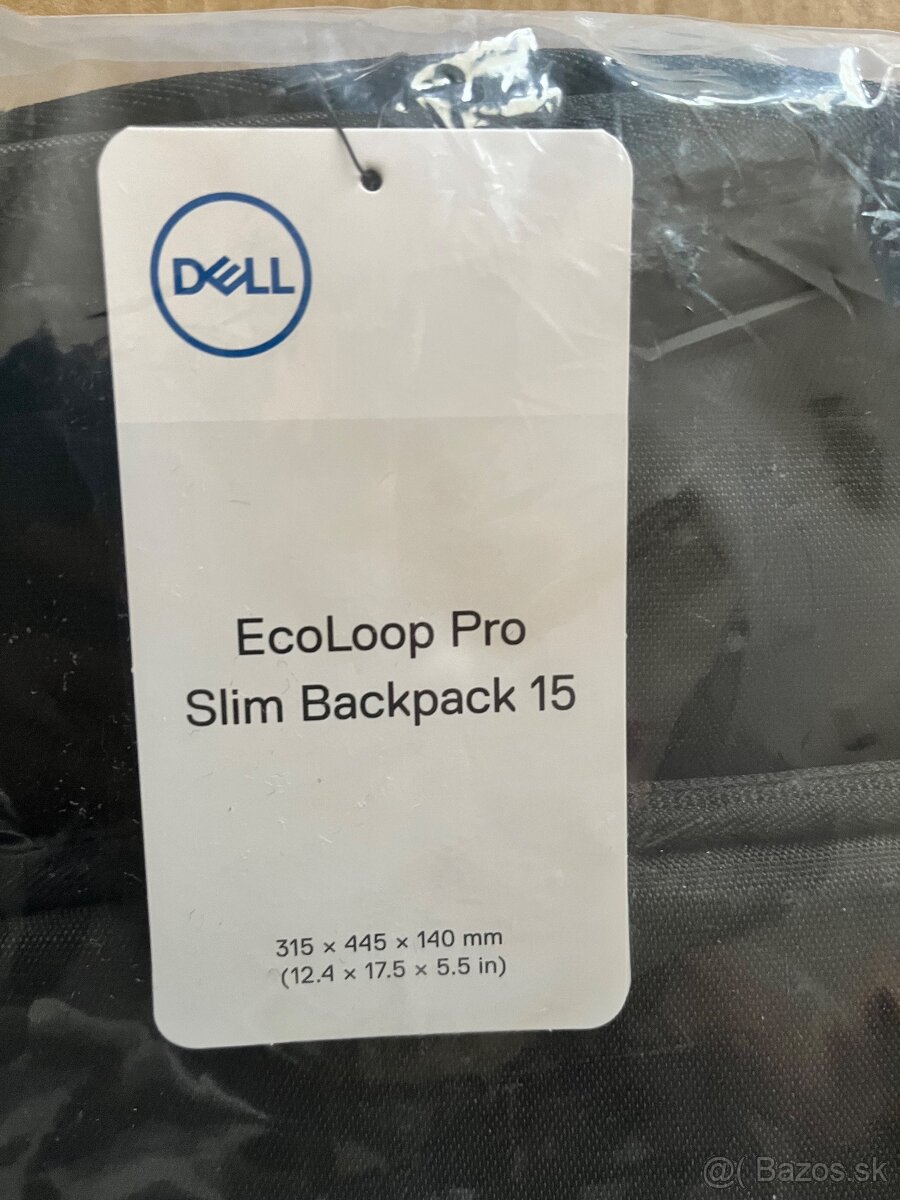 DELL
EcoLoop Pro
Slim Backpack 15
315 × 445 × 140 mm
(12.4 × 17.5 × 5.5 in)
@( Bazos.sk